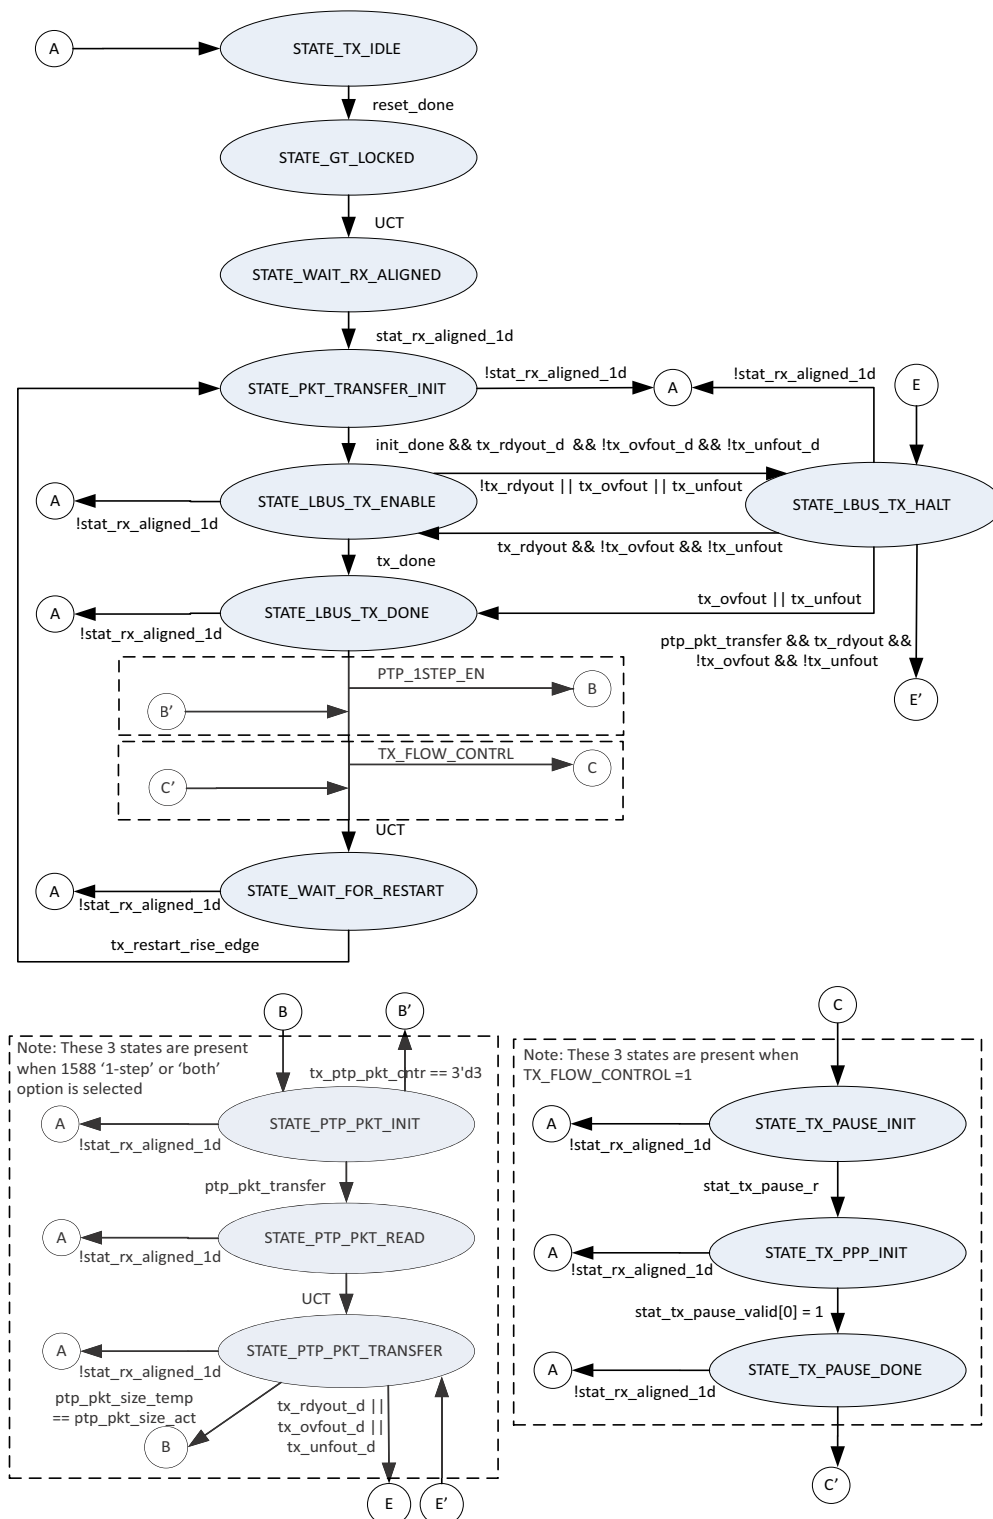 A
STATE_TX_IDLE
reset_done
STATE_GT_LOCKED
UCT
STATE_WAIT_RX_ALIGNED
stat_rx_aligned_1d
STATE_PKT_TRANSFER_INIT
!stat_rx_aligned_1d
A
!stat_rx_aligned_1d
E
init_done && tx_rdyout_d && !tx_ovfout_d && !tx_unfout_d
A
!stat_rx_aligned_1d
STATE_LBUS_TX_ENABLE
!tx_rdyout || tx_ovfout || tx_unfout
STATE_LBUS_TX_HALT
tx_rdyout && !tx_ovfout && !tx_unfout
tx_done
A
!stat_rx_aligned_1d
STATE_LBUS_TX_DONE
tx_ovfout || tx_unfout
ptp_pkt_transfer && tx_rdyout &&
!tx_ovfout && !tx_unfout
E’
PTP_1STEP_EN
B
B’
TX_FLOW_CONTRL
C
C’
UCT
A
!stat_rx_aligned_1d
STATE_WAIT_FOR_RESTART
tx_restart_rise_edge
B
B’
Note: These 3 states are present
when 1588 ‘1-step’ or ‘both’
option is selected
tx_ptp_pkt_cntr == 3'd3
A
!stat_rx_aligned_1d
STATE_PTP_PKT_INIT
ptp_pkt_transfer
A
!stat_rx_aligned_1d
STATE_PTP_PKT_READ
UCT
A
!stat_rx_aligned_1d
STATE_PTP_PKT_TRANSFER
ptp_pkt_size_temp
== ptp_pkt_size_act
B
tx_rdyout_d ||
tx_ovfout_d ||
tx_unfout_d
E
E’
C
Note: These 3 states are present when
TX_FLOW_CONTROL =1
A
!stat_rx_aligned_1d
STATE_TX_PAUSE_INIT
stat_tx_pause_r
A
!stat_rx_aligned_1d
STATE_TX_PPP_INIT
stat_tx_pause_valid[0] = 1
A
!stat_rx_aligned_1d
STATE_TX_PAUSE_DONE
C’